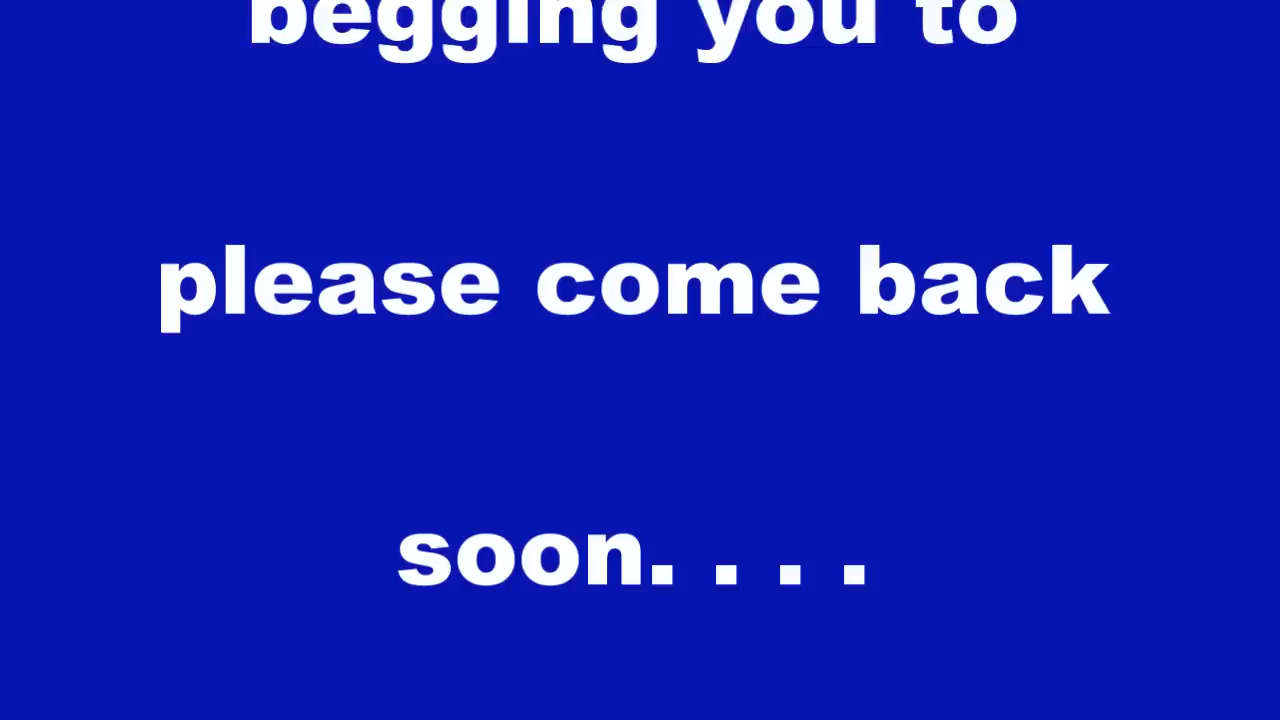 begging you to
please come back
soon. . . .